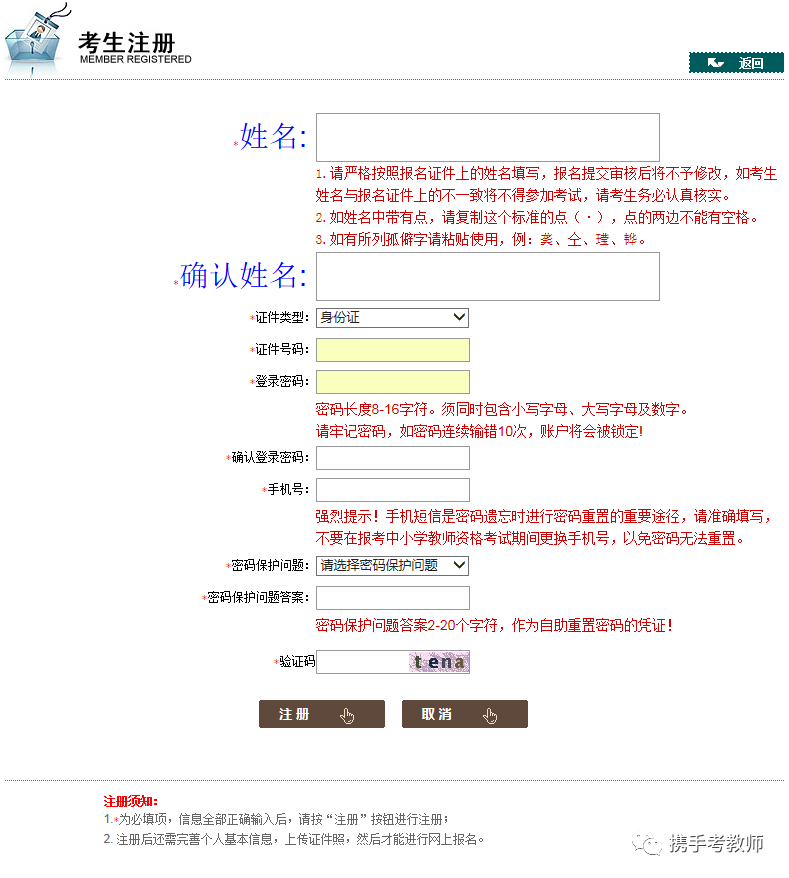 考生注册
MEMBER REGISTERED
返回
*姓名:
1. 请严格按照报名证件上的姓名填写，报名提交审核后将不予修改，如考生
姓名与报名证件上的不一致将不得参加考试，请考生务必认真核实。
2. 如姓名中带有点，请复制这个标准的点（ · ），点的两边不能有空格。
3. 如有所列孤僻字请粘贴使用，例：䶮、仝、瑆、铧。
*确认姓名:
*证件类型: 身份证
*证件号码:
*登录密码:
密码长度8-16字符。须同时包含小写字母、大写字母及数字。
请牢记密码，如密码连续输错10次，账户将会被锁定!
*确认登录密码:
*手机号:
强烈提示！手机短信是密码遗忘时进行密码重置的重要途径，请准确填写，
不要在报考中小学教师资格考试期间更换手机号，以免密码无法重置。
*密码保护问题: 请选择密码保护问题
*密码保护问题答案:
密码保护问题答案2-20个字符，作为自助重置密码的凭证！
*验证码 tena
注 册 取 消
注册须知:
1.*为必填项，信息全部正确输入后，请按“注册”按钮进行注册；
2. 注册后还需完善个人基本信息，上传证件照，然后才能进行网上报名。
携手考教师